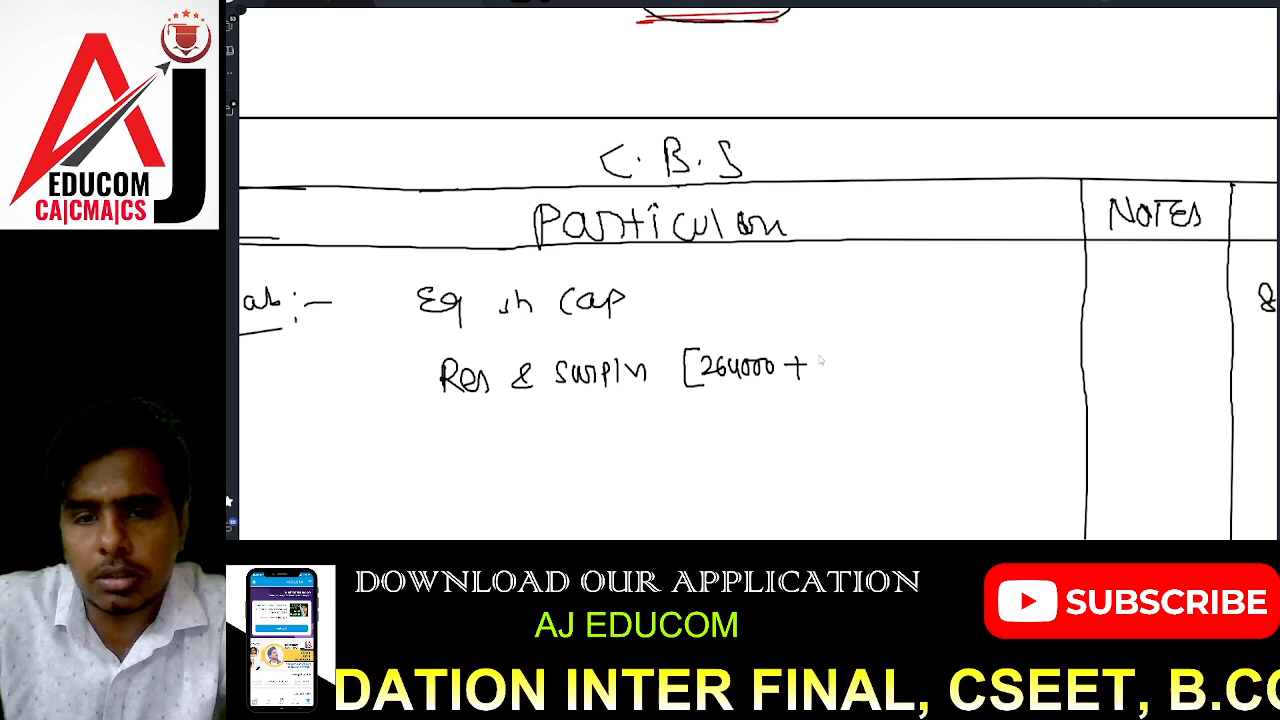 EDUCOM
CA|CMA|CS
C.B.S
Particulars
NOTES
Eq sh cap
Res & Surplus [264000 +
DOWNLOAD OUR APPLICATION
AJ EDUCOM
SUBSCRIBE
DATION INTER FINAL, CSEET, B.CO